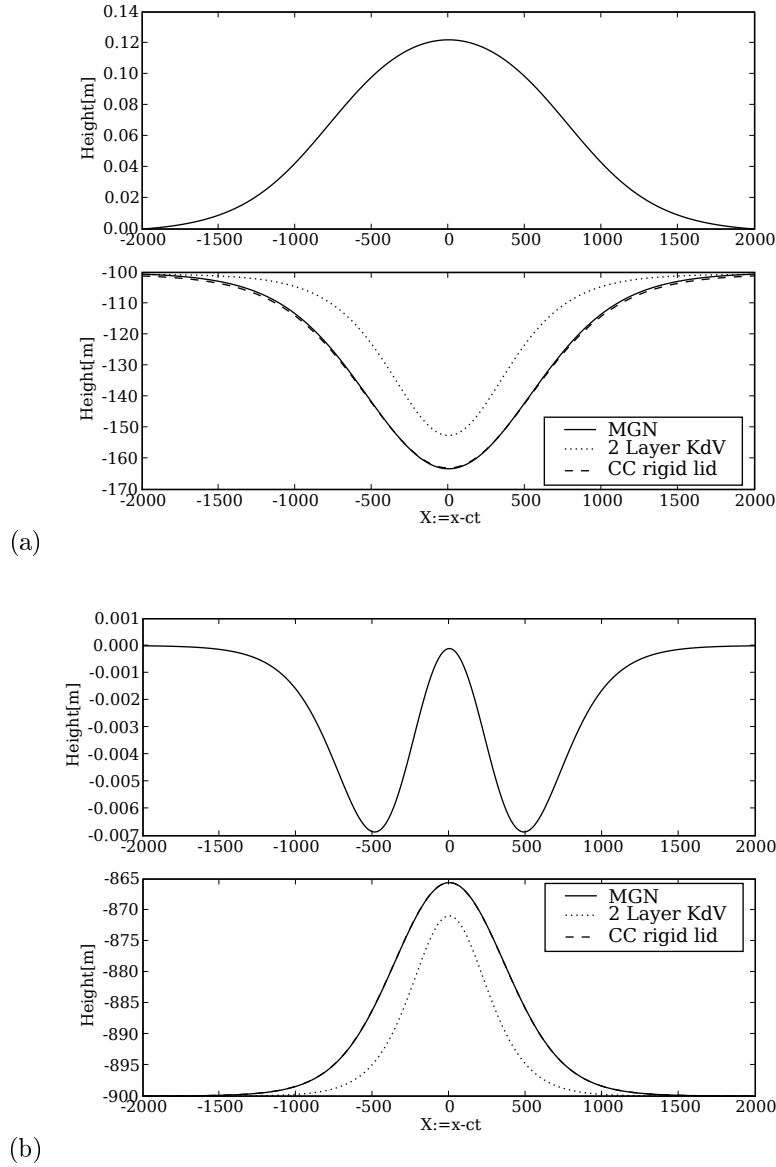 0.14
0.12
0.10
0.08
0.06
0.04
0.02
0.00
Height[m]
-2000 -1500 -1000 -500 0 500 1000 1500 2000
-100
-110
-120
-130
-140
-150
-160
-170
Height[m]
MGN
2 Layer KdV
CC rigid lid
-2000 -1500 -1000 -500 0 500 1000 1500 2000
X:=x-ct
(a)
0.001
0.000
-0.001
-0.002
-0.003
-0.004
-0.005
-0.006
-0.007
Height[m]
-2000 -1500 -1000 -500 0 500 1000 1500 2000
-865
-870
-875
-880
-885
-890
-895
-900
Height[m]
MGN
2 Layer KdV
CC rigid lid
-2000 -1500 -1000 -500 0 500 1000 1500 2000
X:=x-ct
(b)